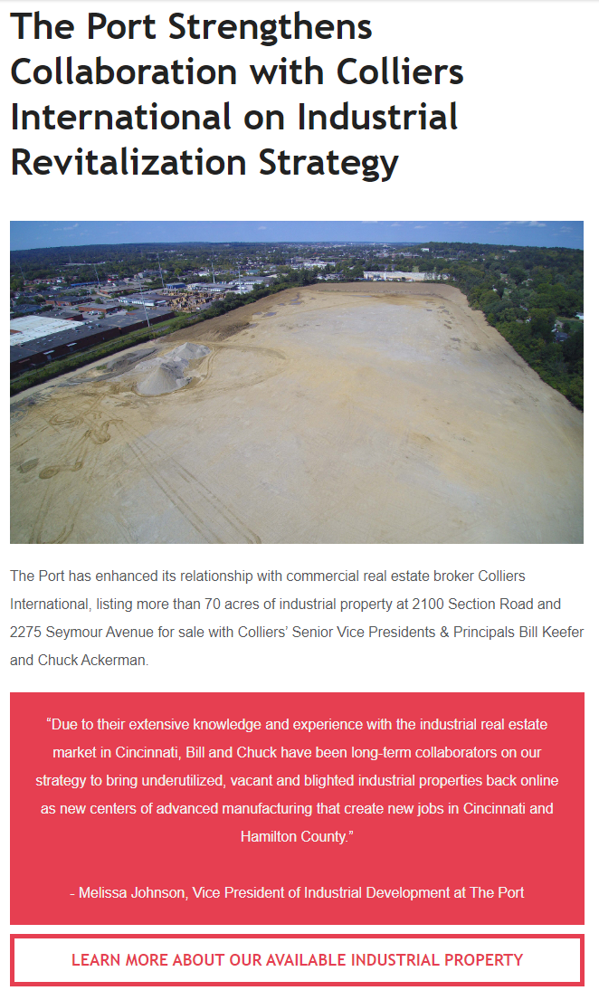 The Port Strengthens
Collaboration with Colliers
International on Industrial
Revitalization Strategy
The Port has enhanced its relationship with commercial real estate broker Colliers
International, listing more than 70 acres of industrial property at 2100 Section Road and
2275 Seymour Avenue for sale with Colliers’ Senior Vice Presidents & Principals Bill Keefer
and Chuck Ackerman.
“Due to their extensive knowledge and experience with the industrial real estate
market in Cincinnati, Bill and Chuck have been long-term collaborators on our
strategy to bring underutilized, vacant and blighted industrial properties back online
as new centers of advanced manufacturing that create new jobs in Cincinnati and
Hamilton County.”
- Melissa Johnson, Vice President of Industrial Development at The Port
LEARN MORE ABOUT OUR AVAILABLE INDUSTRIAL PROPERTY